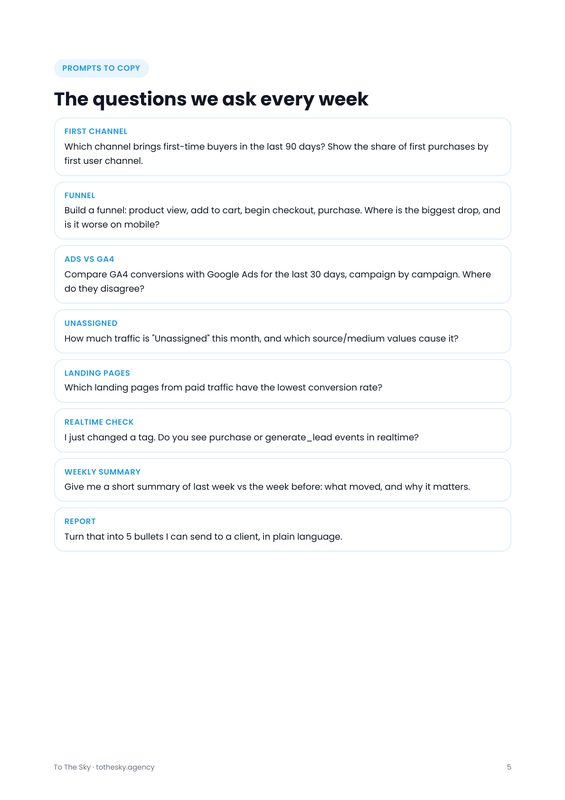 PROMPTS TO COPY
The questions we ask every week
FIRST CHANNEL
Which channel brings first-time buyers in the last 90 days? Show the share of first purchases by
first user channel.
FUNNEL
Build a funnel: product view, add to cart, begin checkout, purchase. Where is the biggest drop, and
is it worse on mobile?
ADS VS GA4
Compare GA4 conversions with Google Ads for the last 30 days, campaign by campaign. Where
do they disagree?
UNASSIGNED
How much traffic is "Unassigned" this month, and which source/medium values cause it?
LANDING PAGES
Which landing pages from paid traffic have the lowest conversion rate?
REALTIME CHECK
I just changed a tag. Do you see purchase or generate_lead events in realtime?
WEEKLY SUMMARY
Give me a short summary of last week vs the week before: what moved, and why it matters.
REPORT
Turn that into 5 bullets I can send to a client, in plain language.
To The Sky · tothesky.agency
5